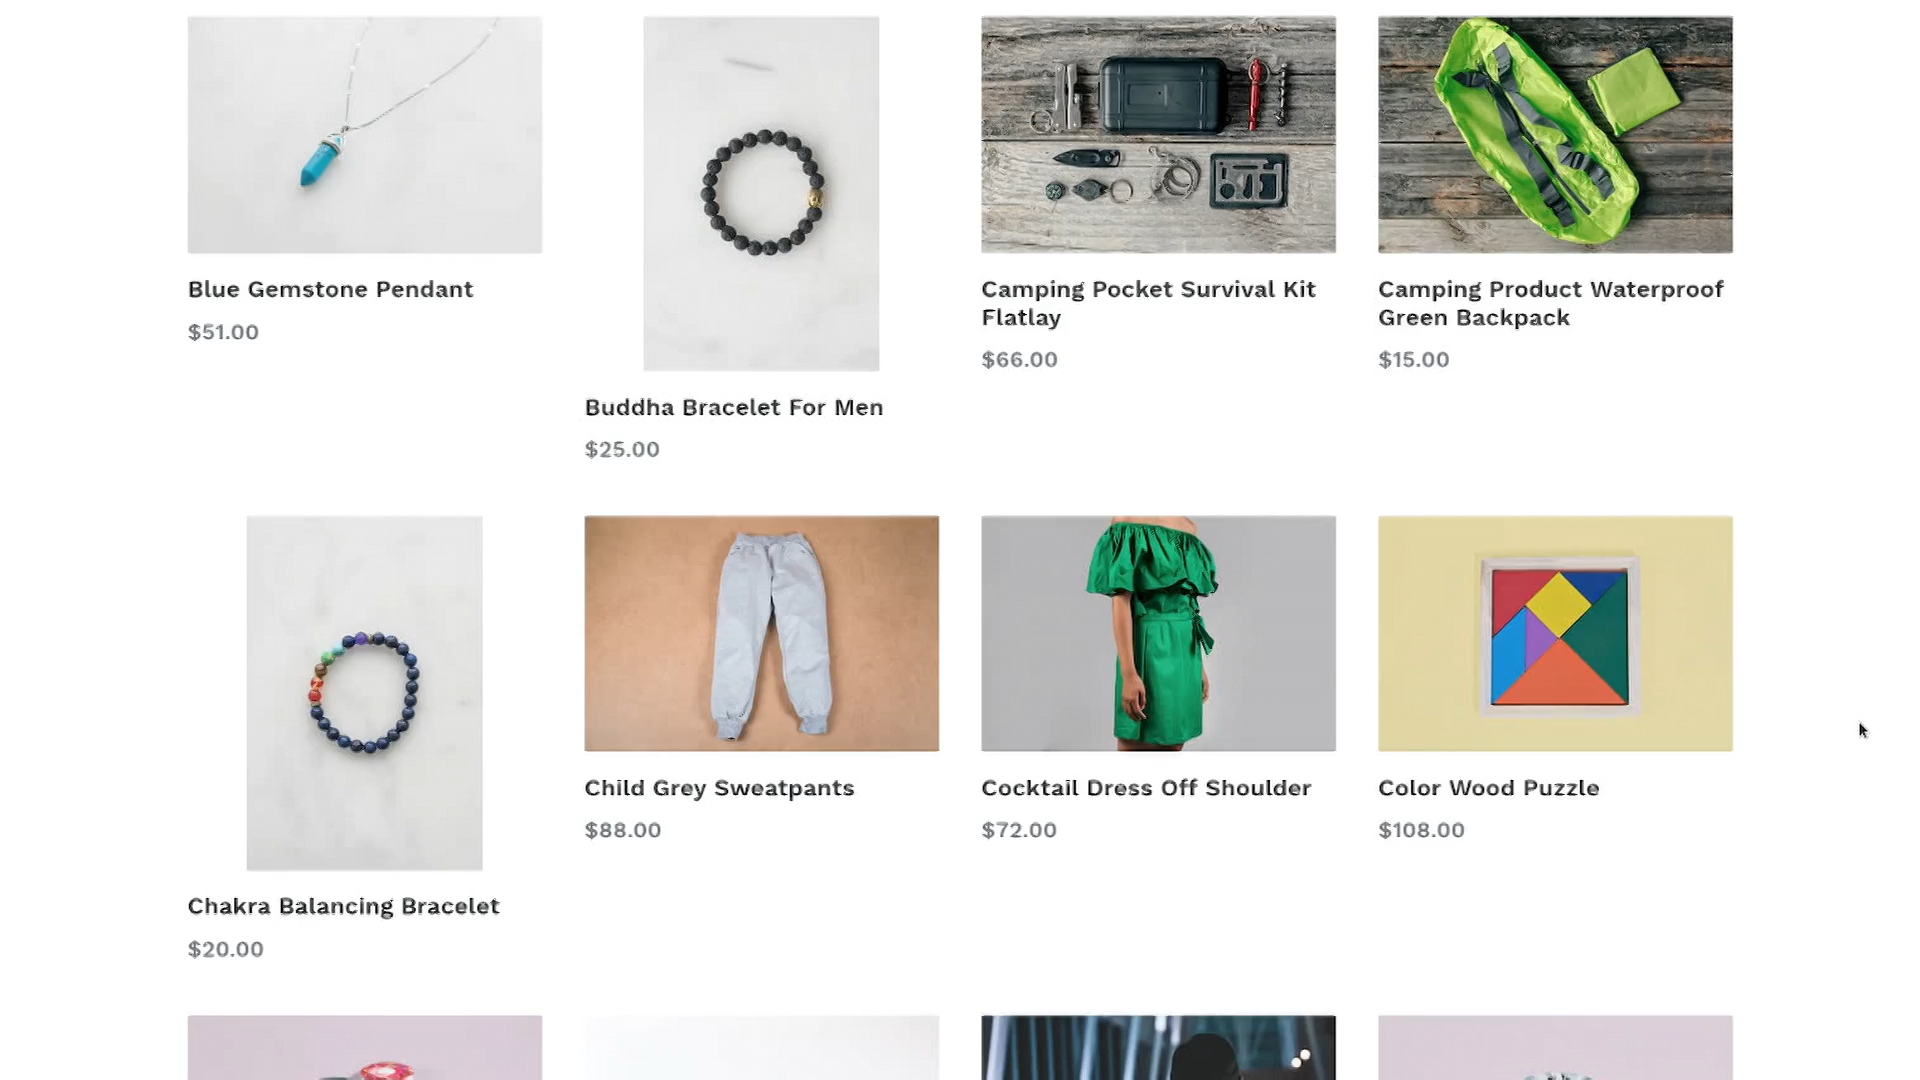 Blue Gemstone Pendant
$51.00
Buddha Bracelet For Men
$25.00
Camping Pocket Survival Kit
Flatlay
$66.00
Camping Product Waterproof
Green Backpack
$15.00
Chakra Balancing Bracelet
$20.00
Child Grey Sweatpants
$88.00
Cocktail Dress Off Shoulder
$72.00
Color Wood Puzzle
$108.00